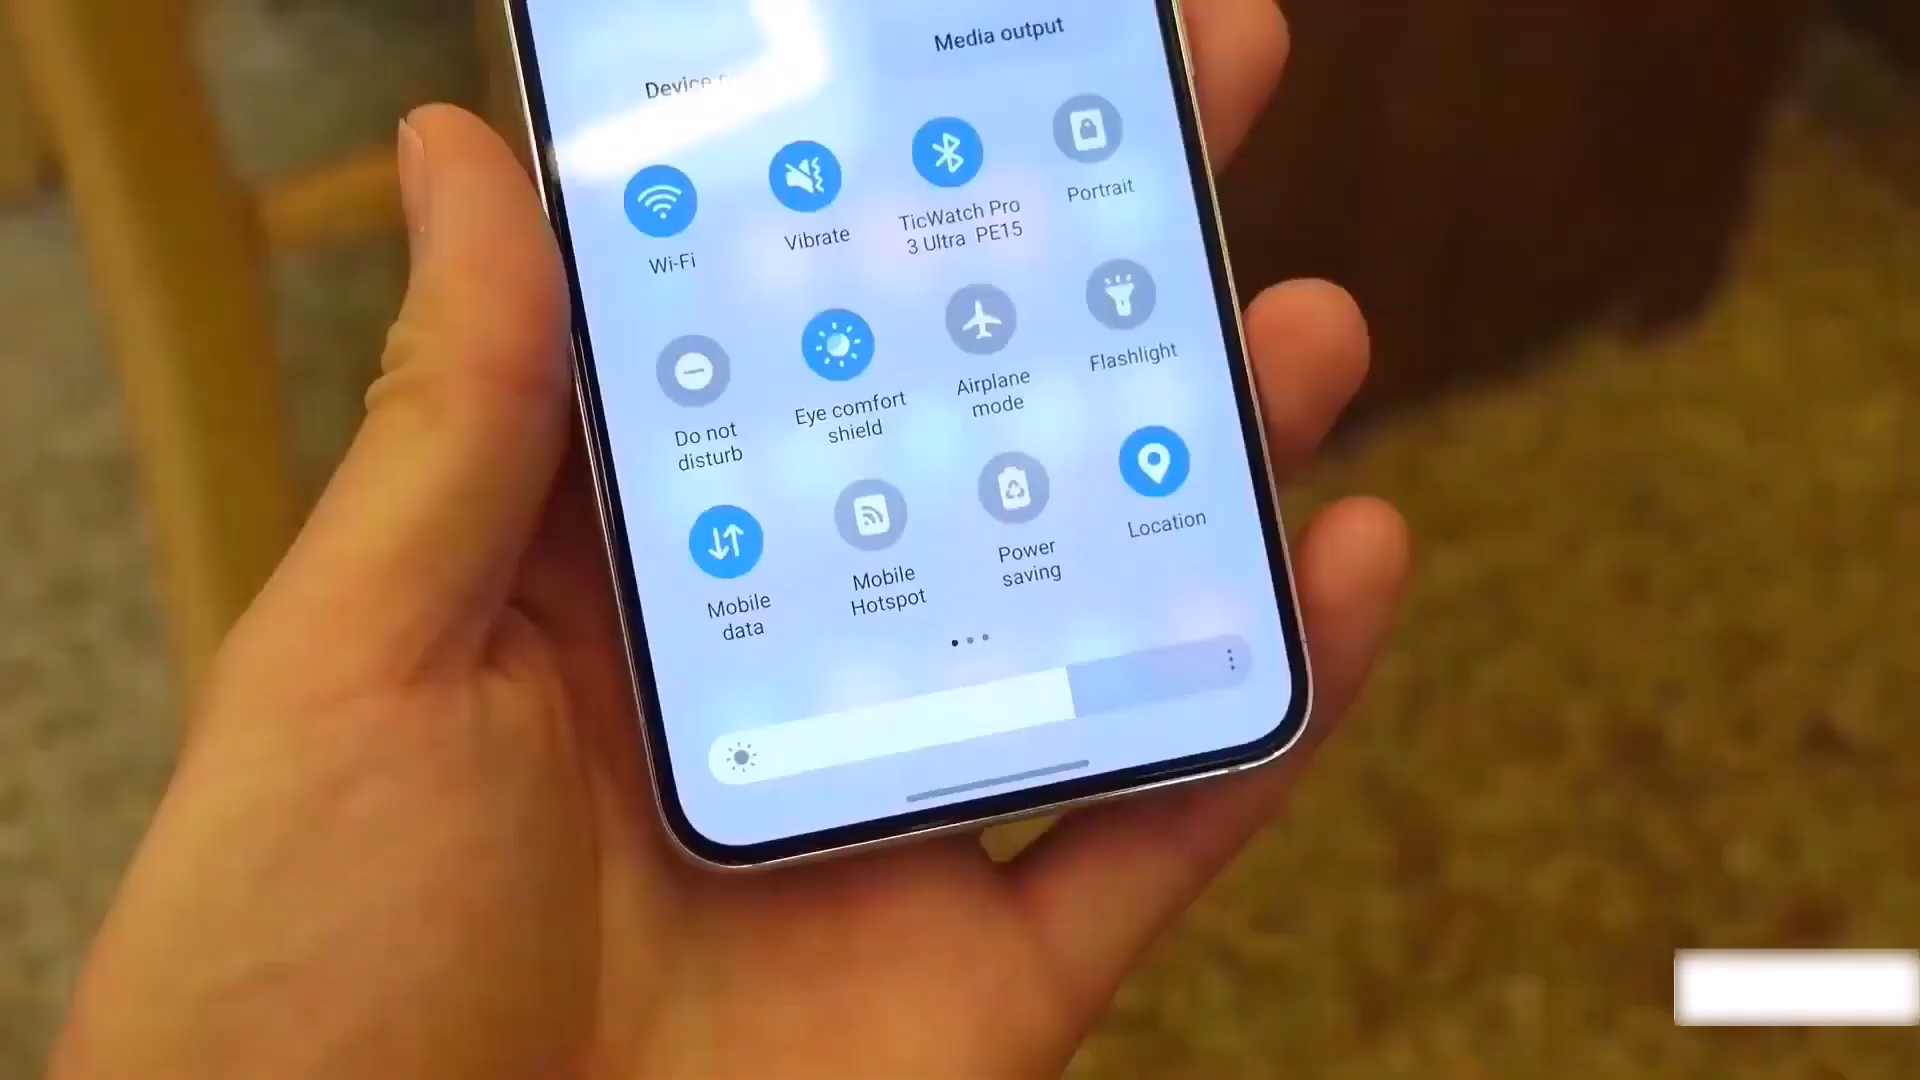 Media output
Device
Wi-Fi
Vibrate
TicWatch Pro
3 Ultra PE15
Portrait
Do not
disturb
Eye comfort
shield
Airplane
mode
Flashlight
Mobile
data
Mobile
Hotspot
Power
saving
Location